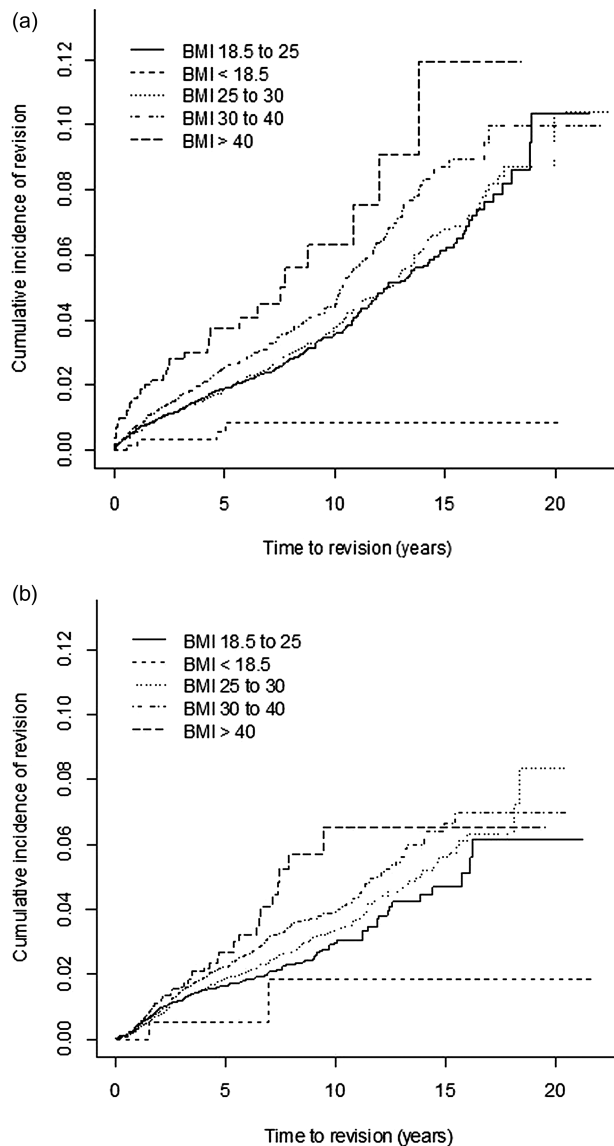 (a)
BMI 18.5 to 25
BMI < 18.5
BMI 25 to 30
BMI 30 to 40
BMI > 40
Cumulative incidence of revision
0.12
0.10
0.08
0.06
0.04
0.02
0.00
0 5 10 15 20
Time to revision (years)
(b)
BMI 18.5 to 25
BMI < 18.5
BMI 25 to 30
BMI 30 to 40
BMI > 40
Cumulative incidence of revision
0.12
0.10
0.08
0.06
0.04
0.02
0.00
0 5 10 15 20
Time to revision (years)